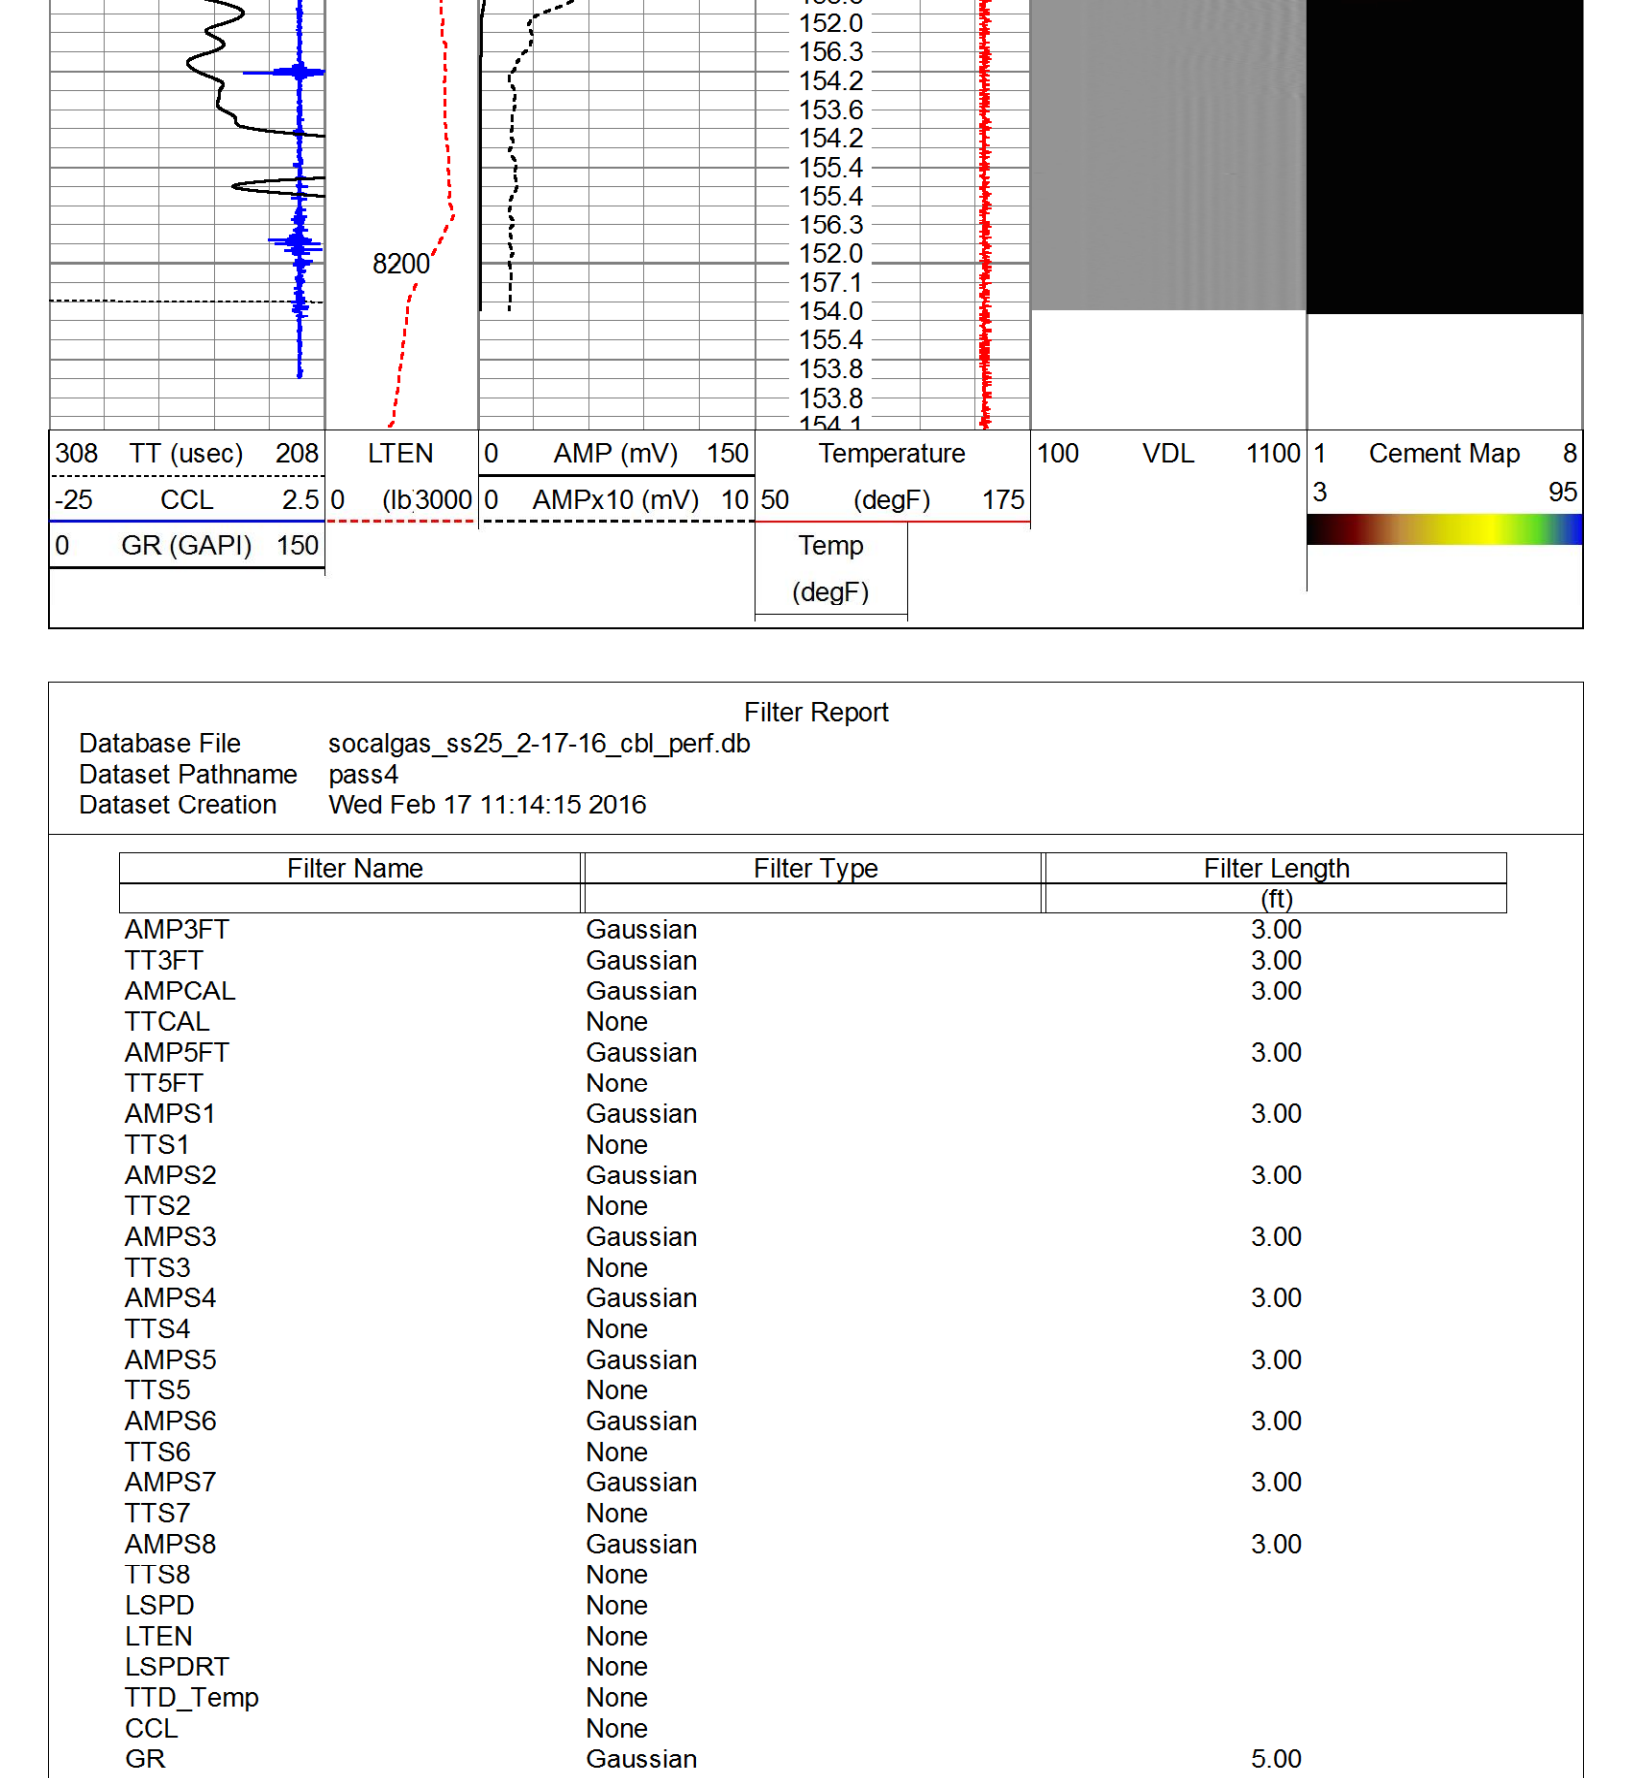 152.0
156.3
154.2
153.6
154.2
155.4
155.4
156.3
152.0
8200
157.1
154.0
155.4
153.8
153.8
154.1
308 TT (usec) 208 LTEN 0 AMP (mV) 150 Temperature 100 VDL 1100 1 Cement Map 8
3 95
-25 CCL 2.5 0 (lb 3000 0 AMPx10 (mV) 10 50 (degF) 175
0 GR (GAPI) 150 Temp
(degF)
Filter Report
Database File socalgas_ss25_2-17-16_cbl_perf.db
Dataset Pathname pass4
Dataset Creation Wed Feb 17 11:14:15 2016
Filter Name Filter Type Filter Length
(ft)
AMP3FT Gaussian 3.00
TT3FT Gaussian 3.00
AMPCAL Gaussian 3.00
TTCAL None
AMP5FT Gaussian 3.00
TT5FT None
AMPS1 Gaussian 3.00
TTS1 None
AMPS2 Gaussian 3.00
TTS2 None
AMPS3 Gaussian 3.00
TTS3 None
AMPS4 Gaussian 3.00
TTS4 None
AMPS5 Gaussian 3.00
TTS5 None
AMPS6 Gaussian 3.00
TTS6 None
AMPS7 Gaussian 3.00
TTS7 None
AMPS8 Gaussian 3.00
TTS8 None
LSPD None
LTEN None
LSPDRT None
TTD_Temp None
CCL None
GR Gaussian 5.00